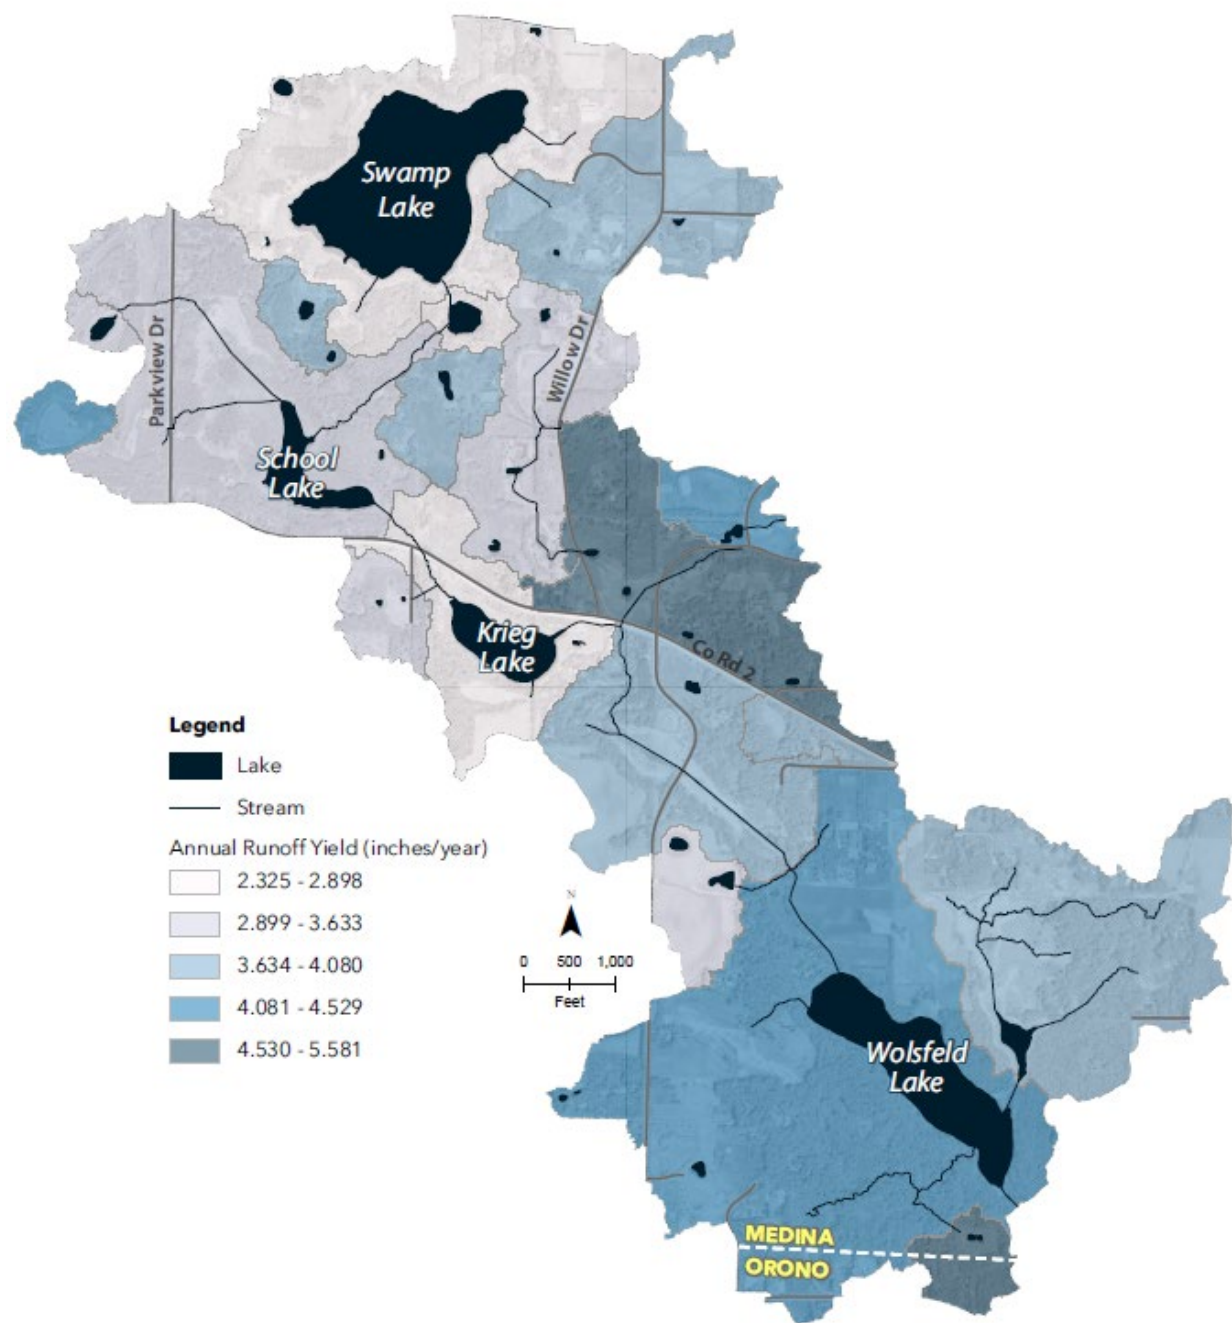 Swamp
Lake
Parkview Dr
Willow Dr
School
Lake
Krieg
Lake
Co Rd 2
Legend
Lake
Stream
Annual Runoff Yield (inches/year)
2.325 - 2.898
2.899 - 3.633
3.634 - 4.080
4.081 - 4.529
4.530 - 5.581
N
0 500 1,000
Feet
Wolsfeld
Lake
MEDINA
ORONO